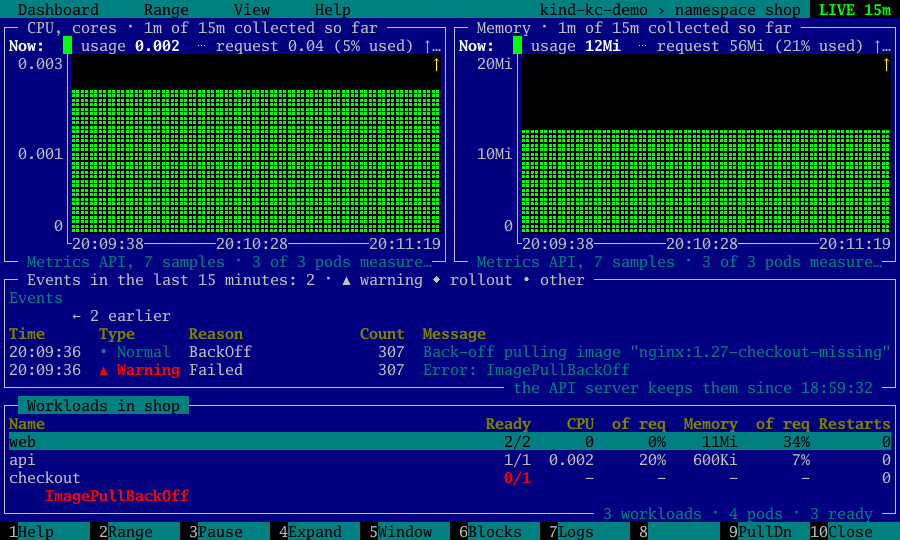 Dashboard Range View Help kind-kc-demo › namespace shop LIVE 15m
CPU, cores · 1m of 15m collected so far
Now: usage 0.002 ┄ request 0.04 (5% used) ↑…
0.003
↑
0.001
0
20:09:38 20:10:28 20:11:19
Metrics API, 7 samples · 3 of 3 pods measure…
Memory · 1m of 15m collected so far
Now: usage 12Mi ┄ request 56Mi (21% used) ↑…
20Mi
↑
10Mi
0
20:09:38 20:10:28 20:11:19
Metrics API, 7 samples · 3 of 3 pods measure…
Events in the last 15 minutes: 2 · ▲ warning ◆ rollout • other
Events
← 2 earlier
Time Type Reason Count Message
20:09:36 • Normal BackOff 307 Back-off pulling image "nginx:1.27-checkout-missing"
20:09:36 ▲ Warning Failed 307 Error: ImagePullBackOff
the API server keeps them since 18:59:32
Workloads in shop
Name Ready CPU of req Memory of req Restarts
web 2/2 0 0% 11Mi 34% 0
api 1/1 0.002 20% 600Ki 7% 0
checkout 0/1 – – – – 0
ImagePullBackOff
3 workloads · 4 pods · 3 ready
1Help 2Range 3Pause 4Expand 5Window 6Blocks 7Logs 8 9PullDn 10Close